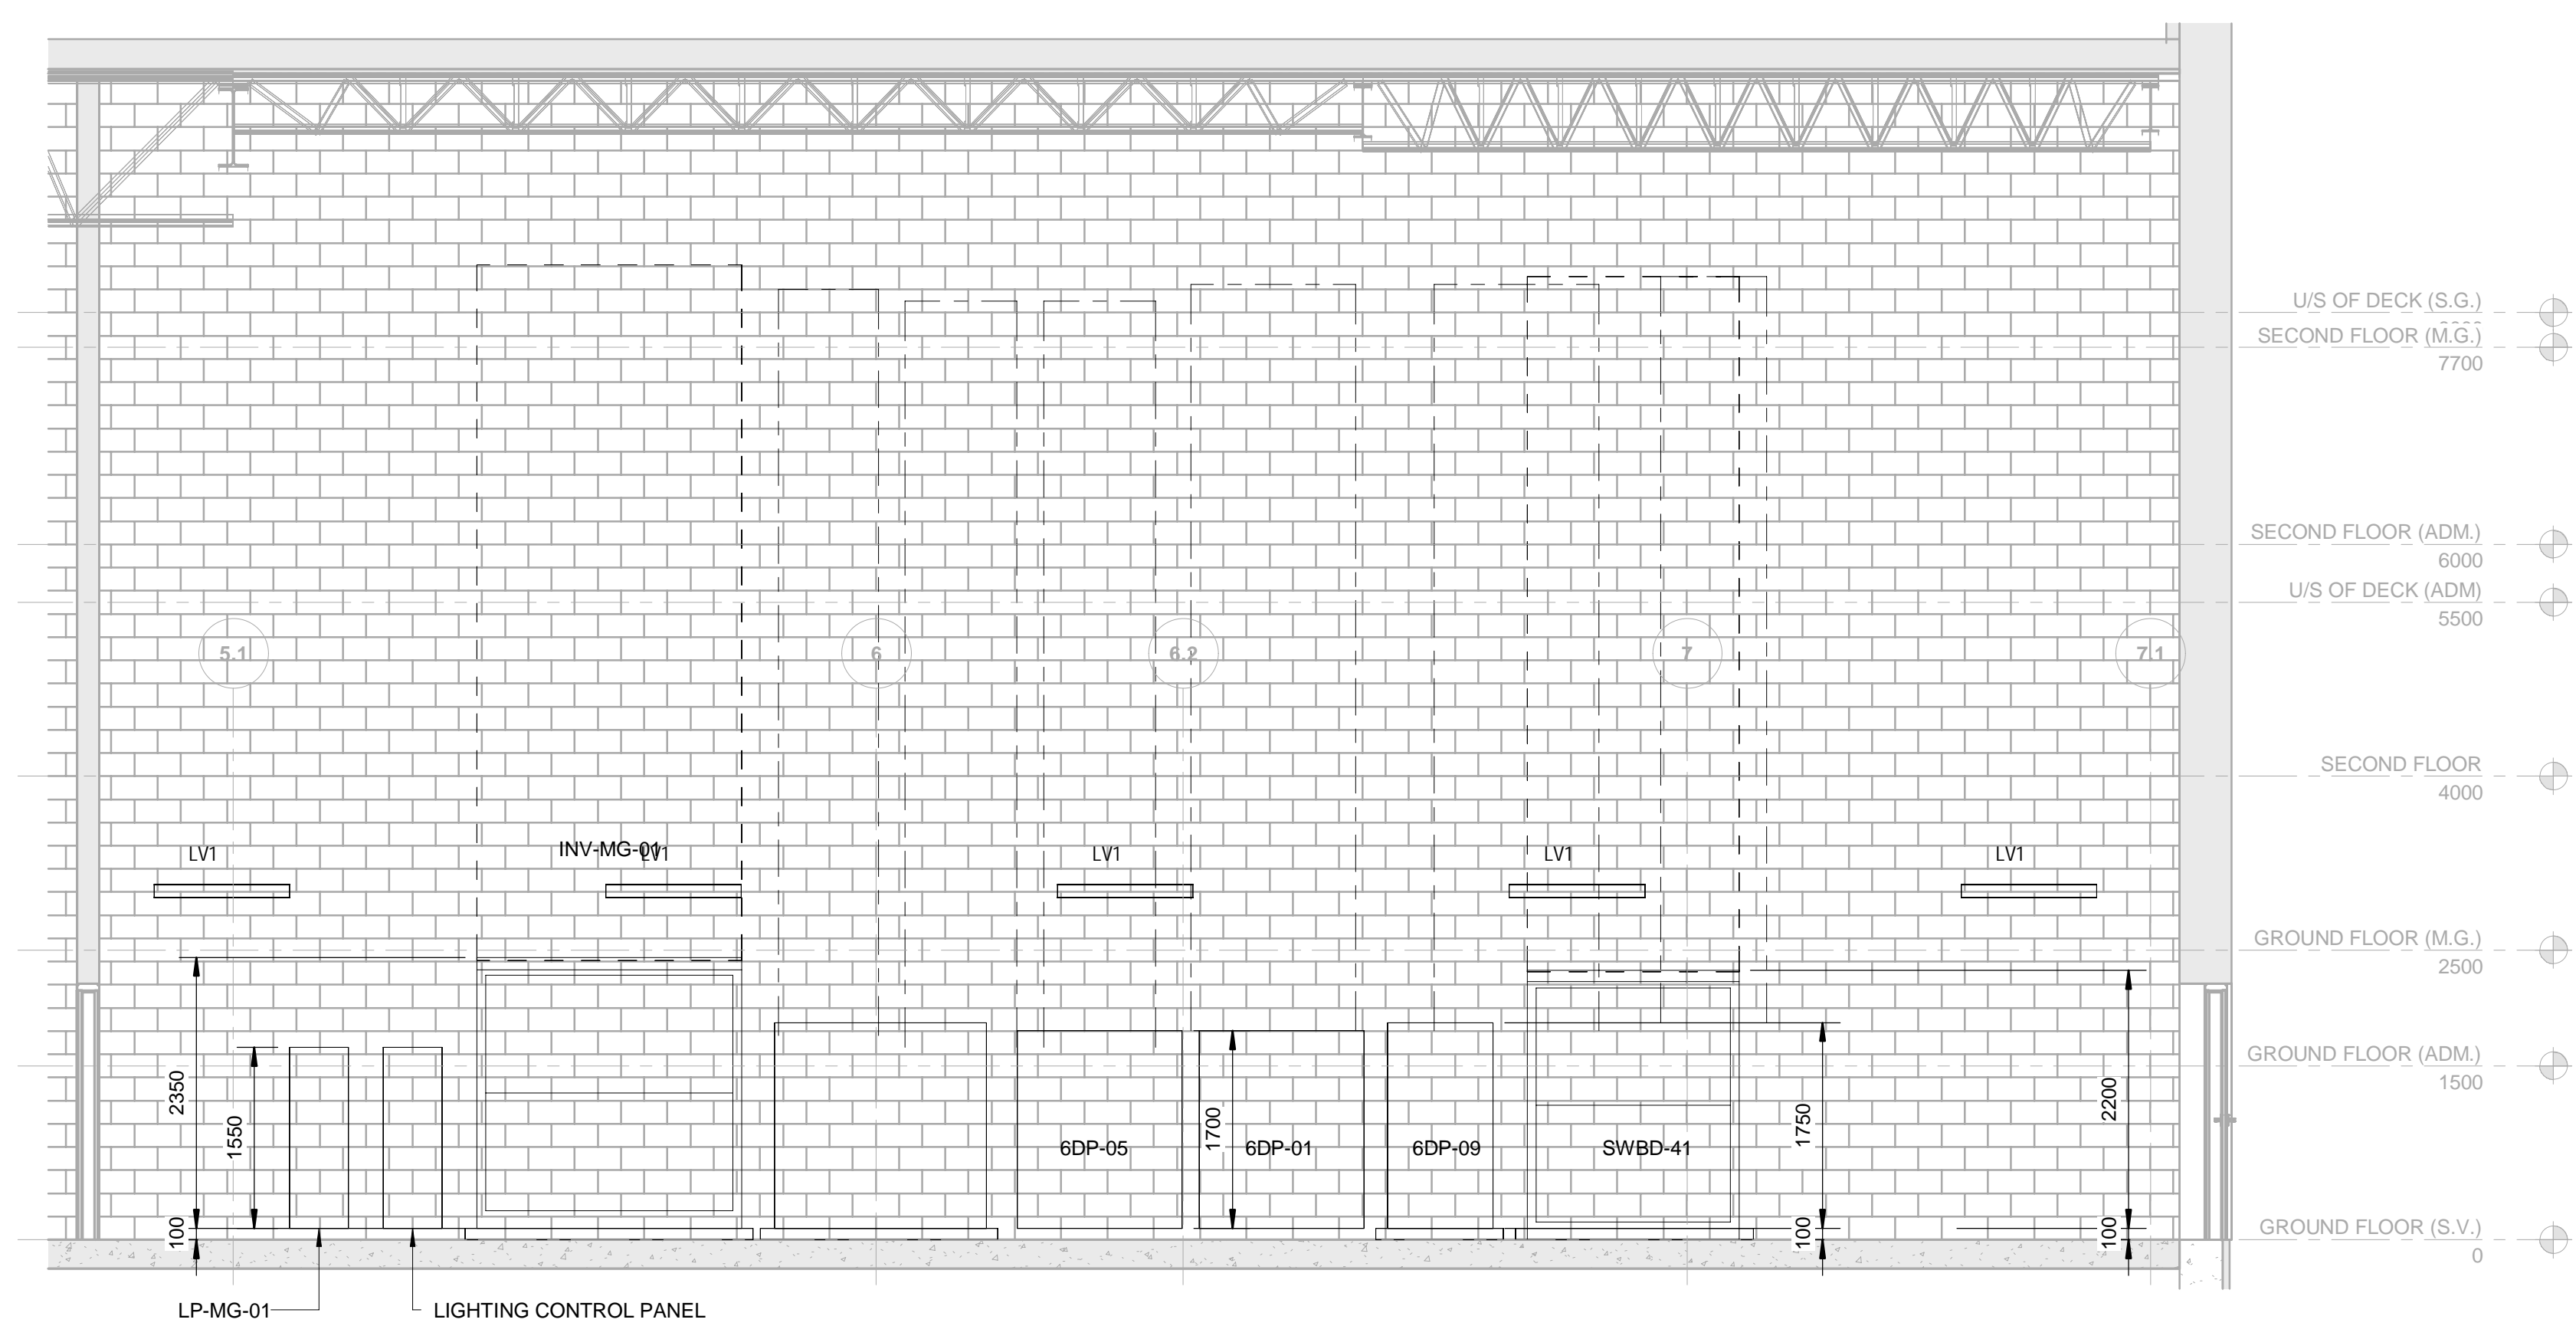 U/S OF DECK (S.G.)
SECOND FLOOR (M.G.)
7700
SECOND FLOOR (ADM.)
6000
U/S OF DECK (ADM)
5500
5.1
6
6.2
7
7.1
SECOND FLOOR
4000
LV1
INV-MG-01
LV1
LV1
LV1
LV1
GROUND FLOOR (M.G.)
2500
GROUND FLOOR (ADM.)
1500
2350
1550
1700
1750
2200
6DP-05
6DP-01
6DP-09
SWBD-41
100
100
100
GROUND FLOOR (S.V.)
0
LP-MG-01
LIGHTING CONTROL PANEL